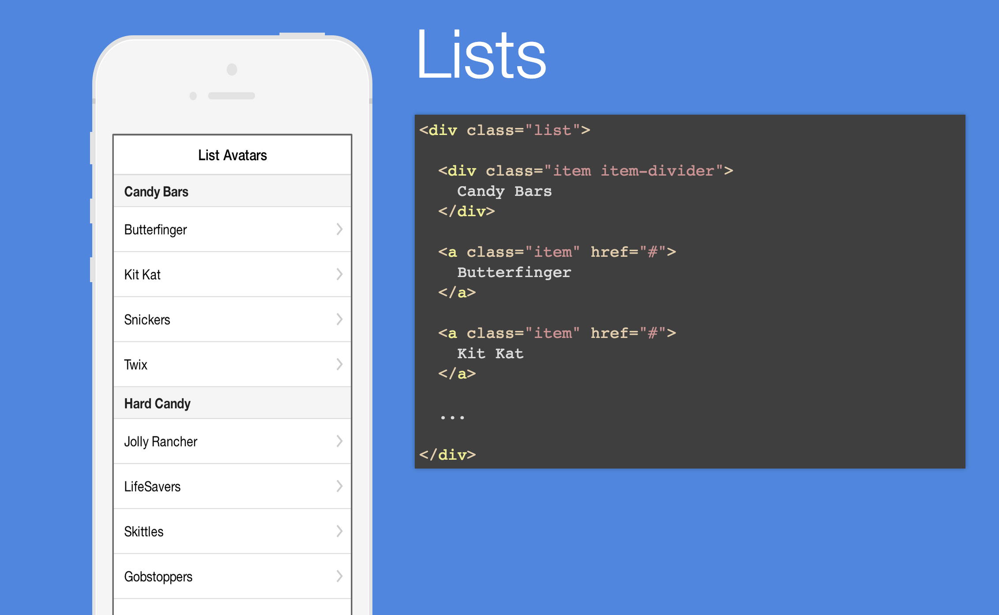 Lists
List Avatars
Candy Bars
Butterfinger
Kit Kat
Snickers
Twix
Hard Candy
Jolly Rancher
LifeSavers
Skittles
Gobstoppers
<div class="list">
<div class="item item-divider">
Candy Bars
</div>
<a class="item" href="#">
Butterfinger
</a>
<a class="item" href="#">
Kit Kat
</a>
...
</div>